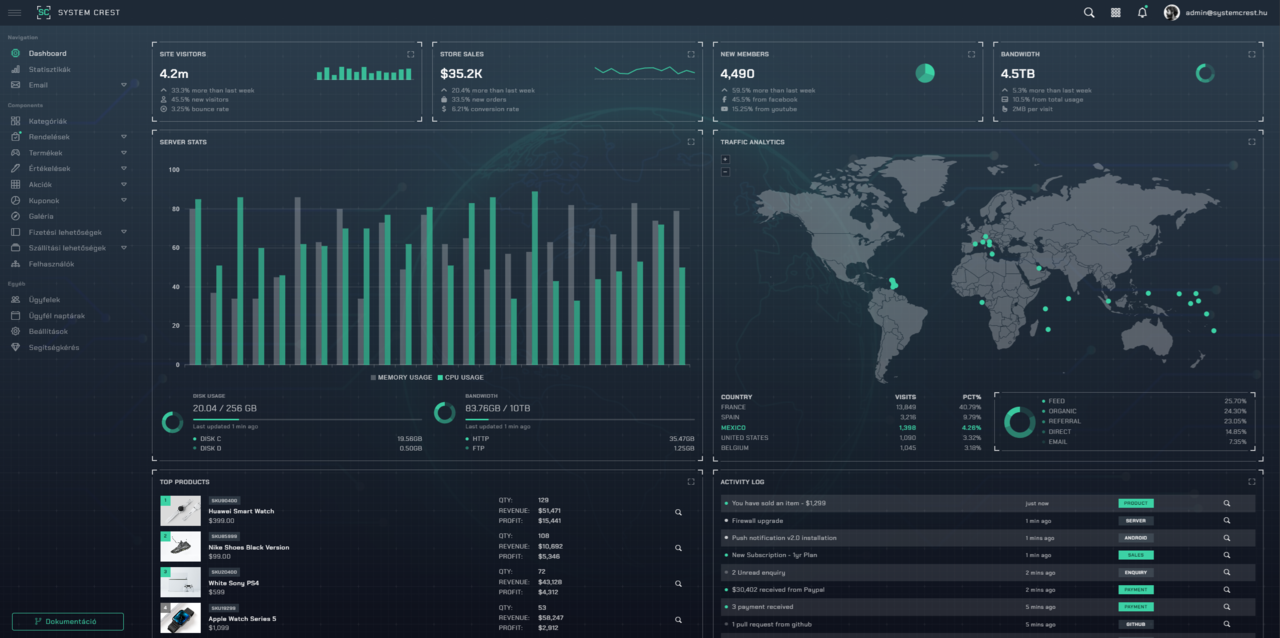 SC SYSTEM CREST
admin@systemcrest.hu
Navigation
Dashboard
Statisztikák
Email
Components
Kategóriák
Rendelések
Termékek
Értékelések
Akciók
Kuponok
Galéria
Fizetési lehetőségek
Szállítási lehetőségek
Felhasználók
Egyéb
Ügyfelek
Ügyfél naptárak
Beállítások
Segítségkérés
Dokumentáció
SITE VISITORS
4.2m
33.3% more than last week
45.5% new visitors
3.25% bounce rate
STORE SALES
$35.2K
20.4% more than last week
33.5% new orders
6.21% conversion rate
NEW MEMBERS
4,490
59.5% more than last week
45.5% from facebook
15.25% from youtube
BANDWIDTH
4.5TB
5.3% more than last week
10.5% from total usage
2MB per visit
SERVER STATS
100
80
60
40
20
0
MEMORY USAGE CPU USAGE
DISK USAGE
20.04 / 256 GB
Last updated 1 min ago
DISK C 19.56GB
DISK D 0.50GB
BANDWIDTH
83.76GB / 10TB
Last updated 1 min ago
HTTP 35.47GB
FTP 1.25GB
TRAFFIC ANALYTICS
+
−
COUNTRY VISITS PCT%
FRANCE 13,849 40.79%
SPAIN 3,216 9.79%
MEXICO 1,398 4.26%
UNITED STATES 1,090 3.32%
BELGIUM 1,045 3.18%
FEED 25.70%
ORGANIC 24.30%
REFERRAL 23.05%
DIRECT 14.85%
EMAIL 7.35%
TOP PRODUCTS
1 SKU90400
Huawei Smart Watch
$399.00
QTY: 129
REVENUE: $51,471
PROFIT: $15,441
2 SKU85999
Nike Shoes Black Version
$99.00
QTY: 108
REVENUE: $10,692
PROFIT: $5,346
3 SKU20400
White Sony PS4
$599
QTY: 72
REVENUE: $43,128
PROFIT: $4,312
4 SKU19299
Apple Watch Series 5
$1,099
QTY: 53
REVENUE: $58,247
PROFIT: $2,912
ACTIVITY LOG
You have sold an item - $1,299 just now PRODUCT
Firewall upgrade 1 min ago SERVER
Push notification v2.0 installation 1 mins ago ANDROID
New Subscription - 1yr Plan 1 min ago SALES
2 Unread enquiry 2 mins ago ENQUIRY
$30,402 received from Paypal 2 mins ago PAYMENT
3 payment received 5 mins ago PAYMENT
1 pull request from github 5 mins ago GITHUB